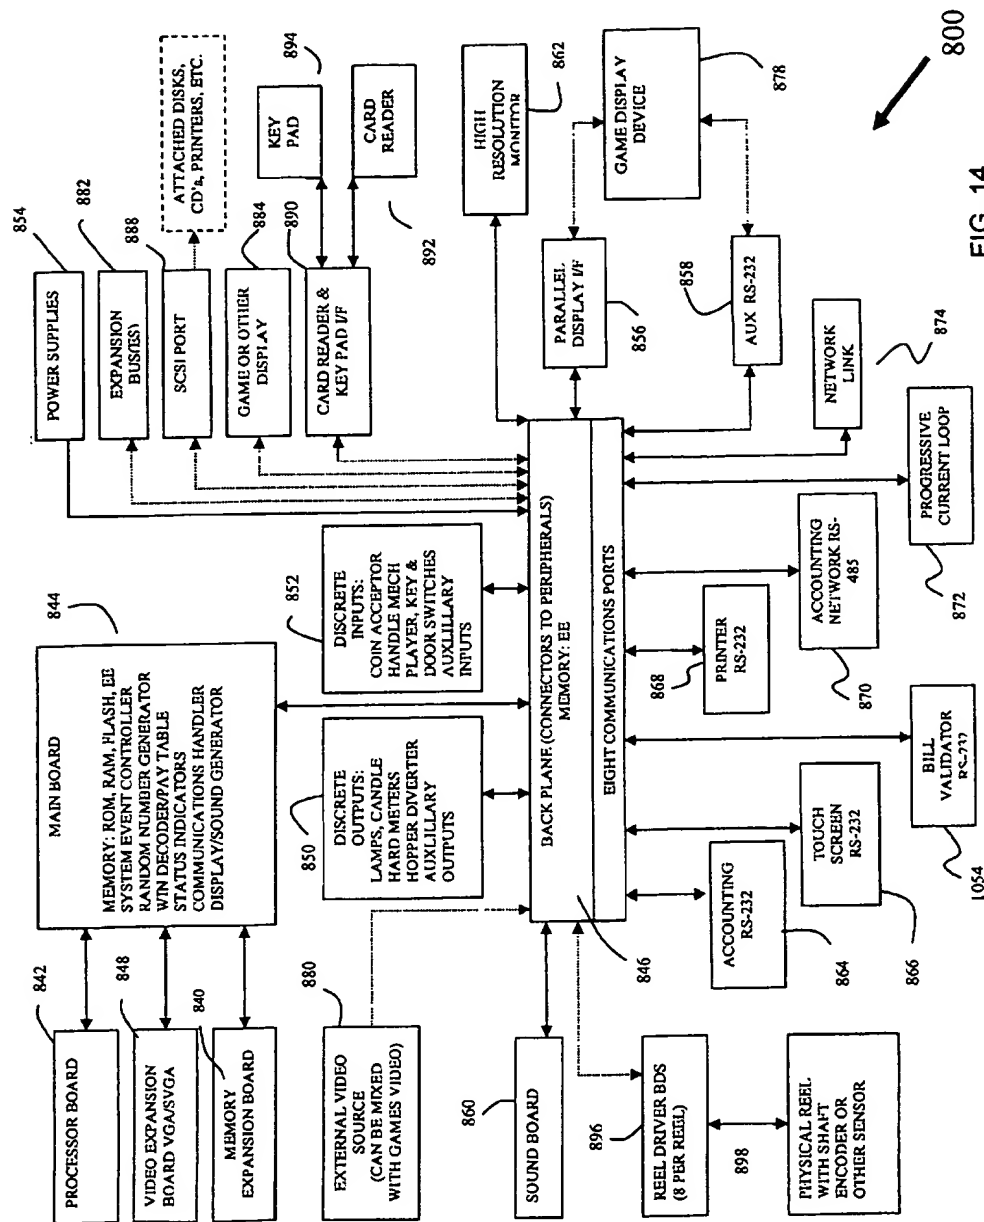 PROCESSOR BOARD
842
VIDEO EXPANSION
BOARD VGA/SVGA
848
MEMORY
EXPANSION BOARD
840
MAIN BOARD
MEMORY: ROM, RAM, FLASH, EE
SYSTEM EVENT CONTROLLER
RANDOM NUMBER GENERATOR
WIN DECODER/PAY TABLE
STATUS INDICATORS
COMMUNICATIONS HANDLER
DISPLAY/SOUND GENERATOR
844
POWER SUPPLIES
854
EXPANSION
BUS(ES)
882
SCSI PORT
888
ATTACHED DISKS,
CD's, PRINTERS, ETC.
GAME OR OTHER
DISPLAY
884
CARD READER &
KEY PAD I/F
890
KEY
PAD
894
CARD
READER
892
EXTERNAL VIDEO
SOURCE
(CAN BE MIXED
WITH GAMES VIDEO)
880
DISCRETE
OUTPUTS:
LAMPS, CANDLE
HARD METERS
HOPPER DIVERTER
AUXLILLARY
OUTPUTS
850
DISCRETE
INPUTS:
COIN ACCEPTOR
HANDLE MECH
PLAYER, KEY &
DOOR SWITCHES
AUXLILLARY
INPUTS
852
HIGH
RESOLUTION
MONITOR
862
SOUND BOARD
860
BACK PLANE (CONNECTORS TO PERIPHERALS)
MEMORY: EE
EIGHT COMMUNICATIONS PORTS
846
PARALLEL
DISPLAY I/F
856
GAME DISPLAY
DEVICE
878
REEL DRIVER BDS
(8 PER REEL)
896
898
PHYSICAL REEL
WITH SHAFT
ENCODER OR
OTHER SENSOR
ACCOUNTING
RS-232
864
TOUCH
SCREEN
RS-232
866
BILL
VALIDATOR
RS-232
1054
PRINTER
RS-232
868
ACCOUNTING
NETWORK RS-
485
870
PROGRESSIVE
CURRENT LOOP
872
NETWORK
LINK
874
AUX RS-232
858
FIG. 14
800